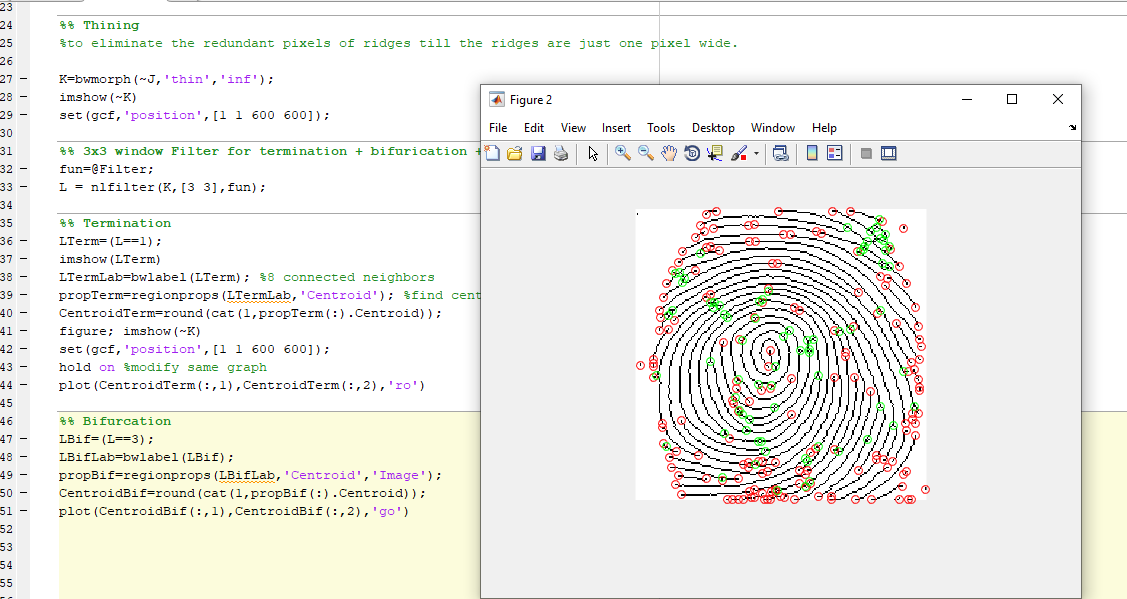 23
24 %% Thining
25 %to eliminate the redundant pixels of ridges till the ridges are just one pixel wide.
26
27 – K=bwmorph(~J,'thin','inf');
28 – imshow(~K)
29 – set(gcf,'position',[1 1 600 600]);
30
31 %% 3x3 window Filter for termination + bifurication +
32 – fun=@Filter;
33 – L = nlfilter(K,[3 3],fun);
34
35 %% Termination
36 – LTerm=(L==1);
37 – imshow(LTerm)
38 – LTermLab=bwlabel(LTerm); %8 connected neighbors
39 – propTerm=regionprops(LTermLab,'Centroid'); %find cent
40 – CentroidTerm=round(cat(1,propTerm(:).Centroid));
41 – figure; imshow(~K)
42 – set(gcf,'position',[1 1 600 600]);
43 – hold on %modify same graph
44 – plot(CentroidTerm(:,1),CentroidTerm(:,2),'ro')
45
46 %% Bifurcation
47 – LBif=(L==3);
48 – LBifLab=bwlabel(LBif);
49 – propBif=regionprops(LBifLab,'Centroid','Image');
50 – CentroidBif=round(cat(1,propBif(:).Centroid));
51 – plot(CentroidBif(:,1),CentroidBif(:,2),'go')
52
53
54
55
Figure 2
File Edit View Insert Tools Desktop Window Help